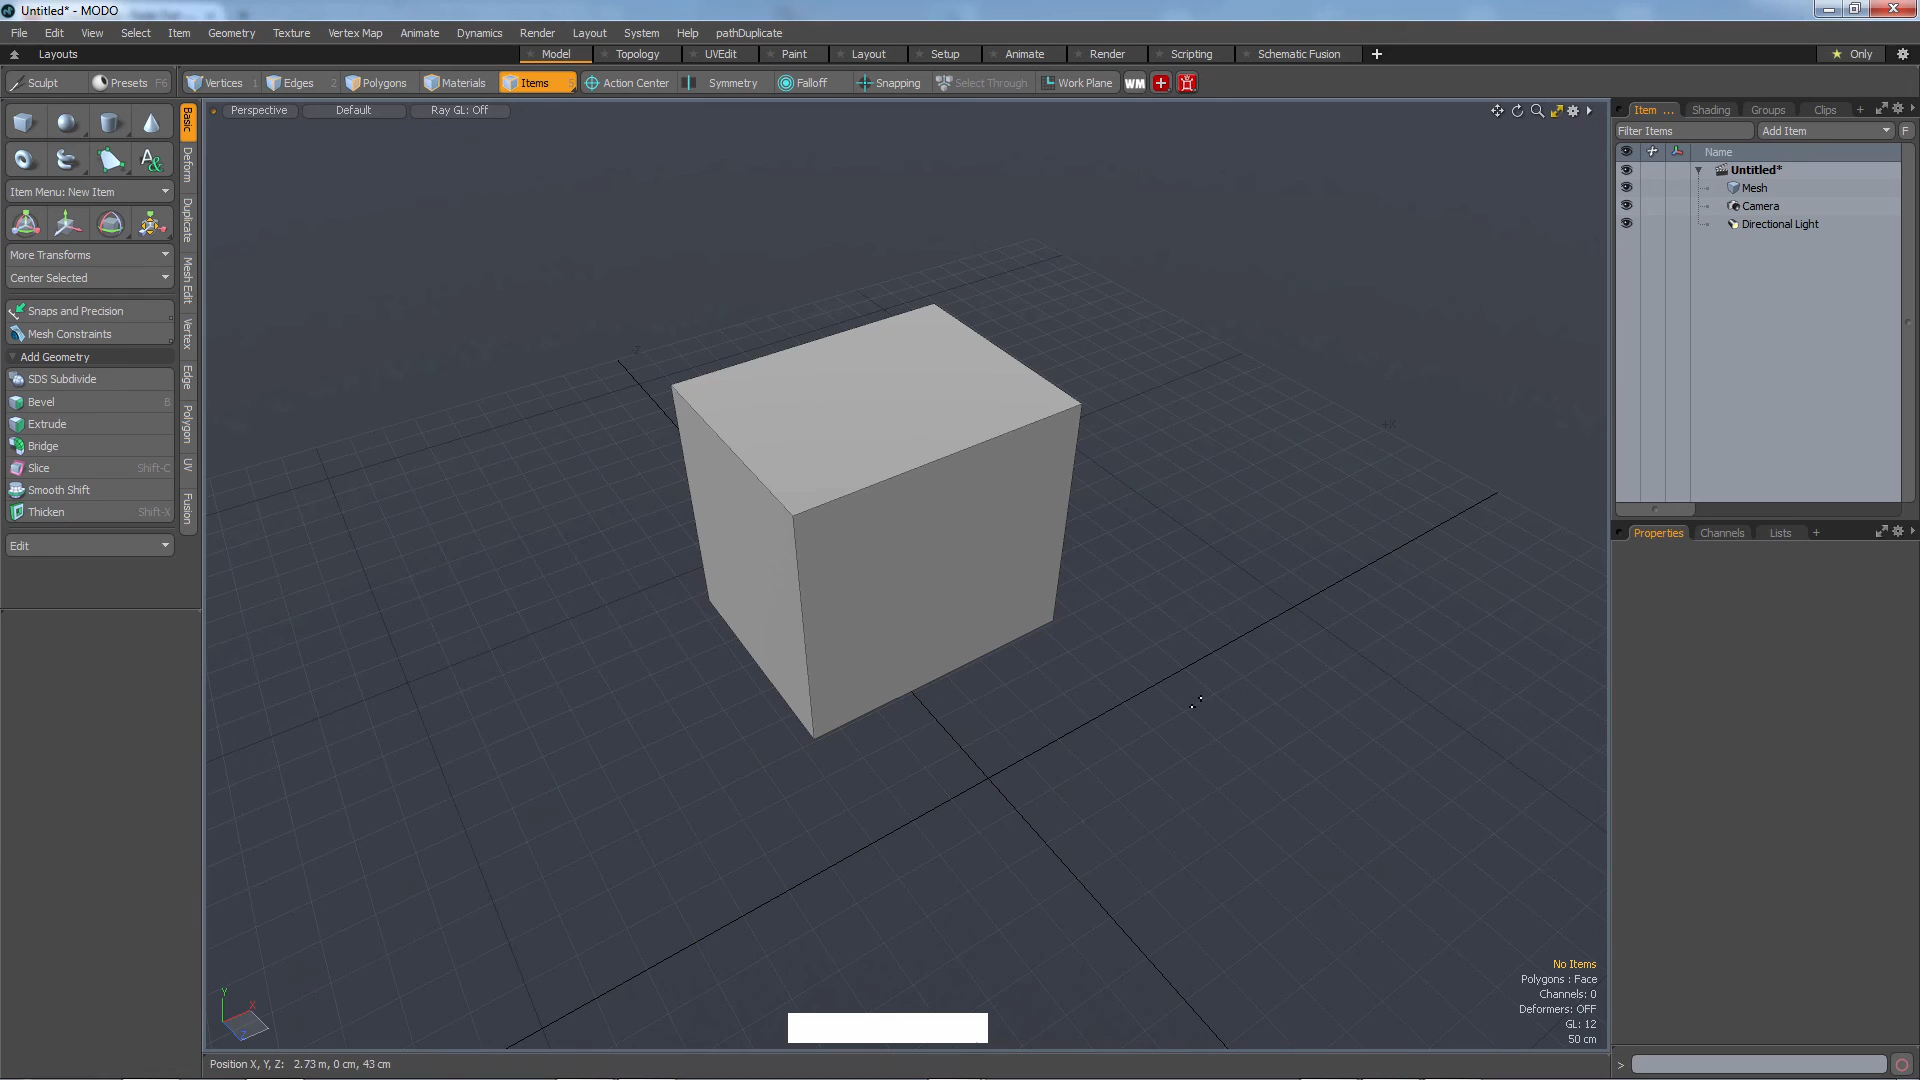 Untitled* - MODO
File Edit View Select Item Geometry Texture Vertex Map Animate Dynamics Render Layout System Help pathDuplicate
Layouts Model Topology UVEdit Paint Layout Setup Animate Render Scripting Schematic Fusion Only
Sculpt Presets F6 Vertices 1 Edges 2 Polygons Materials Items 5 Action Center Symmetry Falloff Snapping Select Through Work Plane WM
Perspective Default Ray GL: Off
Item ... Shading Groups Clips +
Filter Items Add Item F
Name
Untitled*
Mesh
Camera
Directional Light
Basic
Deform
Duplicate
Mesh Edit
Vertex
Edge
Polygon
UV
Fusion
Item Menu: New Item
More Transforms
Center Selected
Snaps and Precision
Mesh Constraints
Add Geometry
SDS Subdivide
Bevel B
Extrude
Bridge
Slice Shift-C
Smooth Shift
Thicken Shift-X
Edit
-Z
+X
Properties Channels Lists +
Y
X
Z
No Items
Polygons : Face
Channels: 0
Deformers: OFF
GL: 12
50 cm
Position X, Y, Z: 2.73 m, 0 cm, 43 cm
>